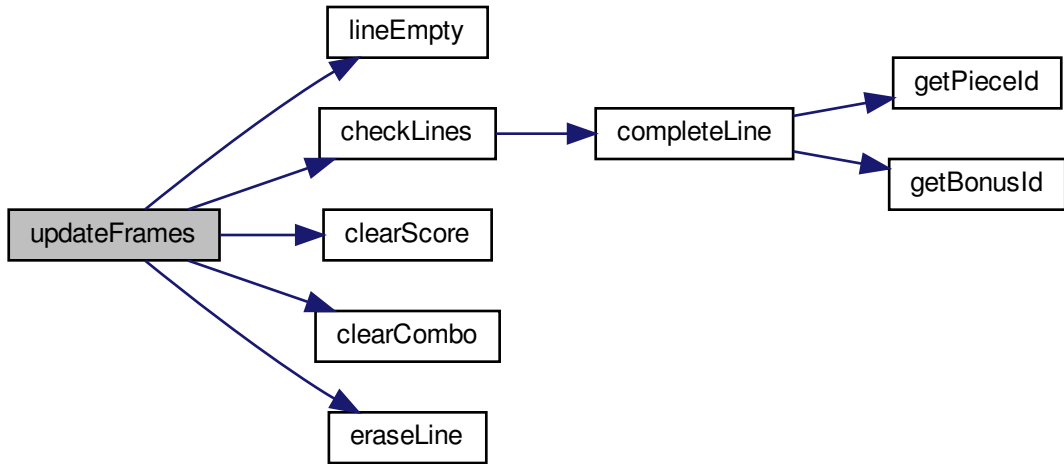 lineEmpty
getPieceId
checkLines
completeLine
getBonusId
updateFrames
clearScore
clearCombo
eraseLine